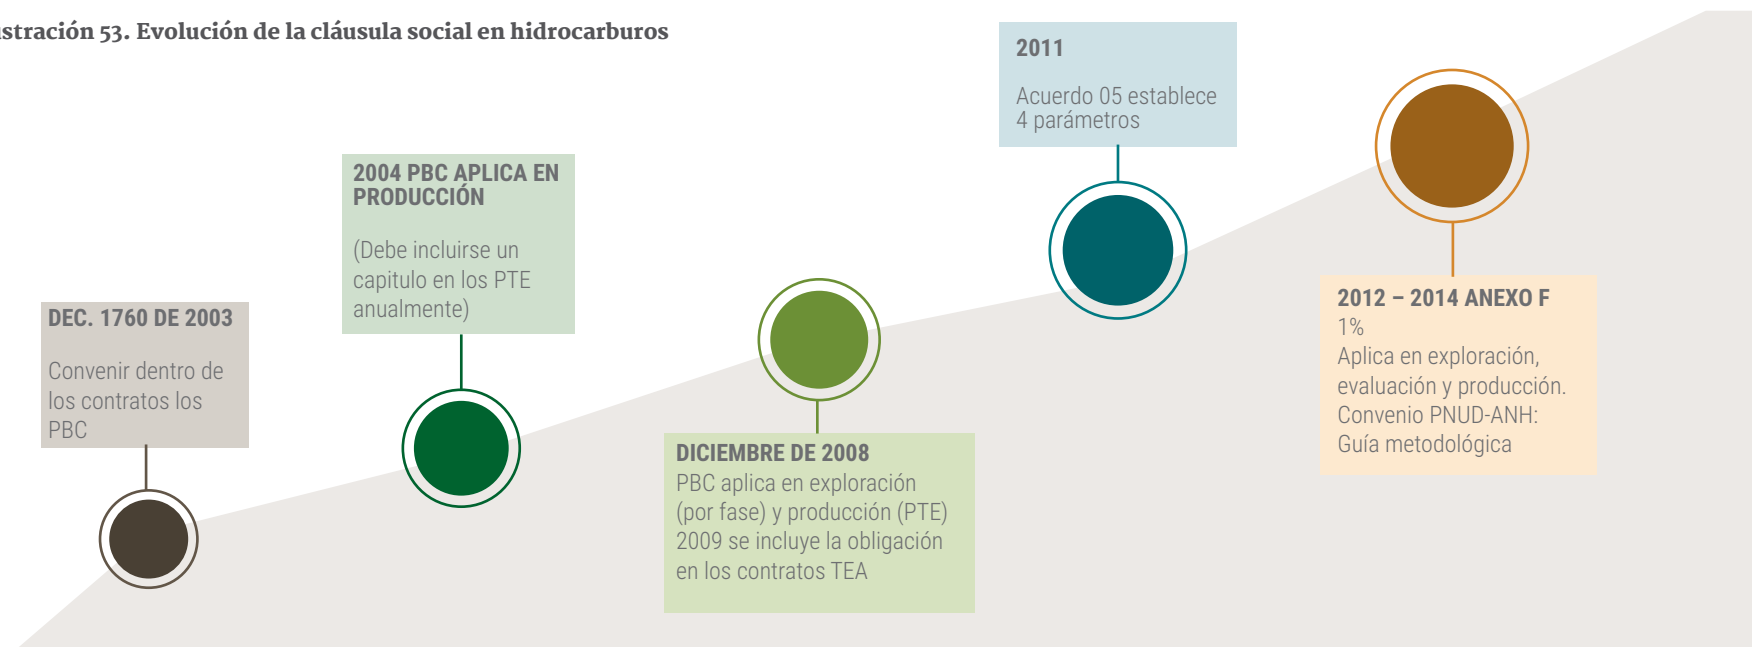 stración 53. Evolución de la cláusula social en hidrocarburos
DEC. 1760 DE 2003
Convenir dentro de
los contratos los
PBC
2004 PBC APLICA EN
PRODUCCIÓN
(Debe incluirse un
capitulo en los PTE
anualmente)
DICIEMBRE DE 2008
PBC aplica en exploración
(por fase) y producción (PTE)
2009 se incluye la obligación
en los contratos TEA
2011
Acuerdo 05 establece
4 parámetros
2012 – 2014 ANEXO F
1%
Aplica en exploración,
evaluación y producción.
Convenio PNUD-ANH:
Guía metodológica